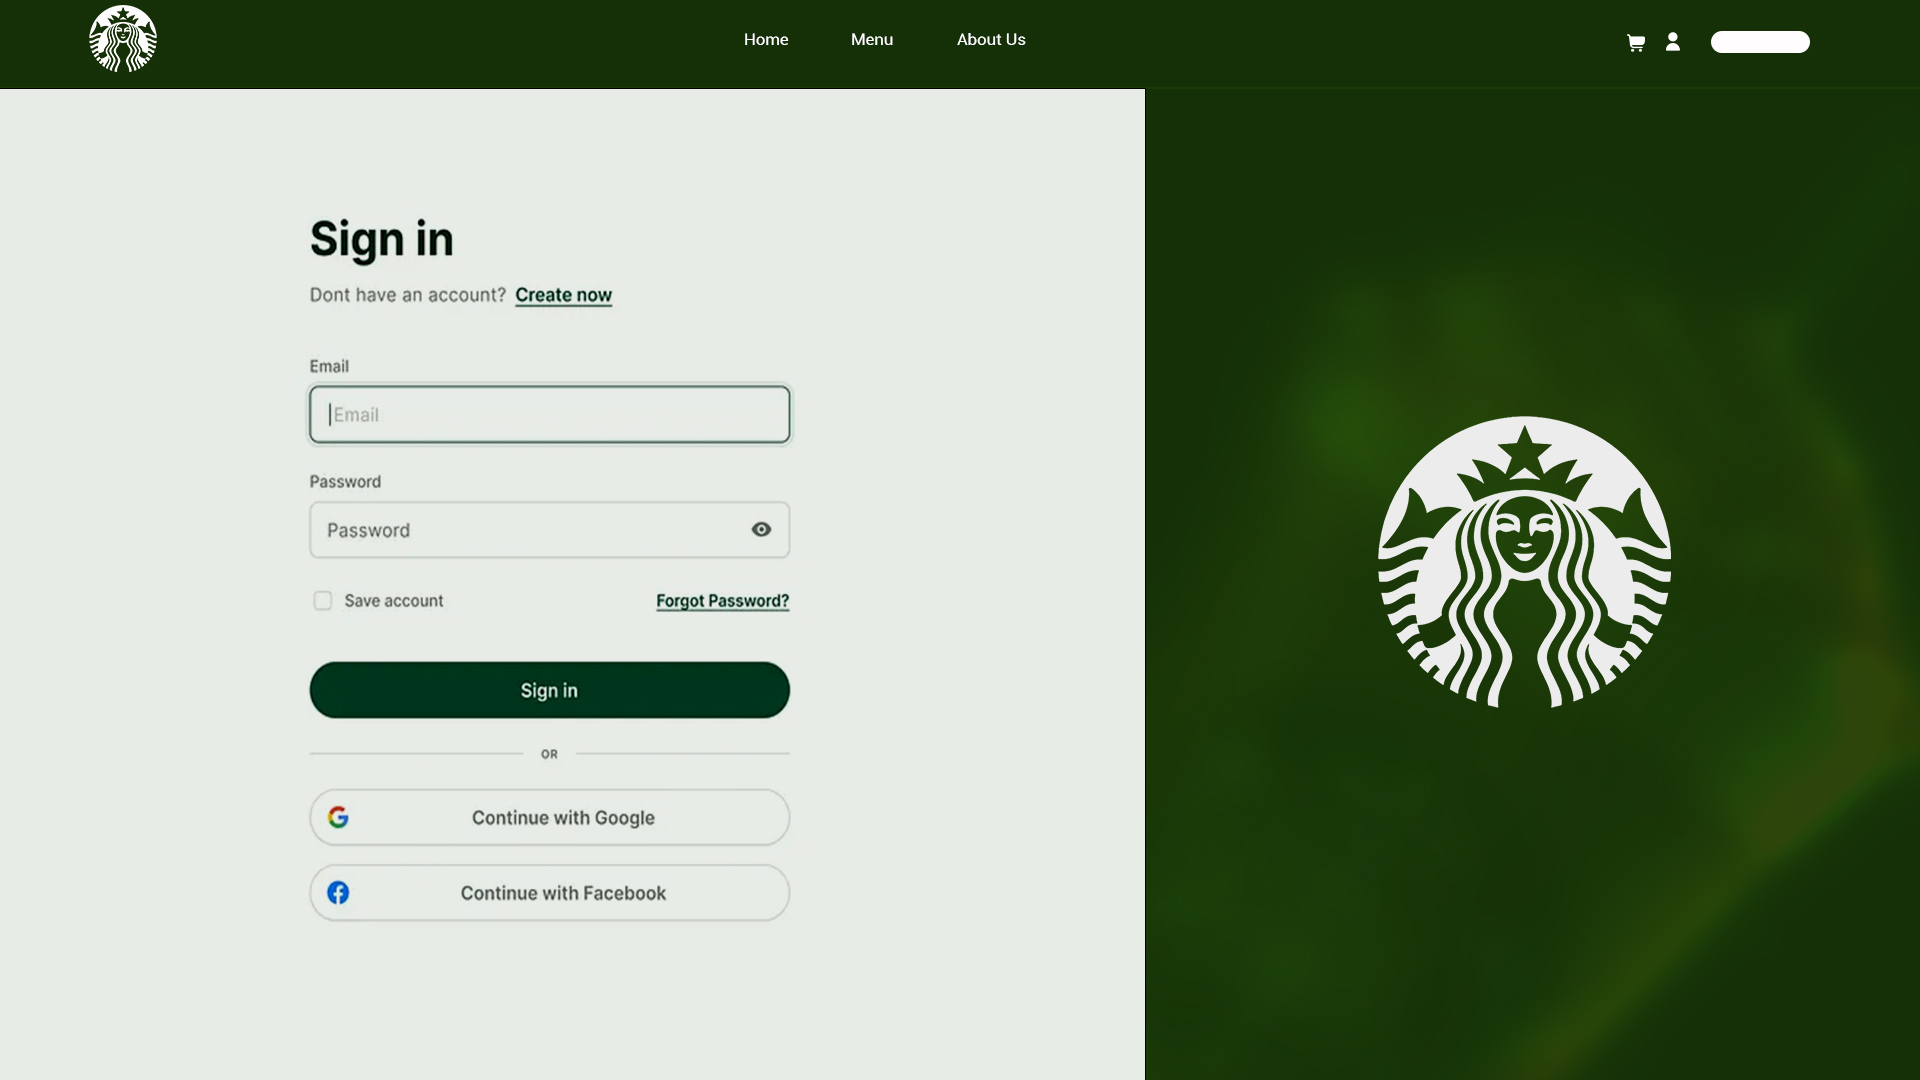 Home Menu About Us
Sign in
Dont have an account? Create now
Email
Email
Password
Password
Save account Forgot Password?
Sign in
OR
Continue with Google
Continue with Facebook